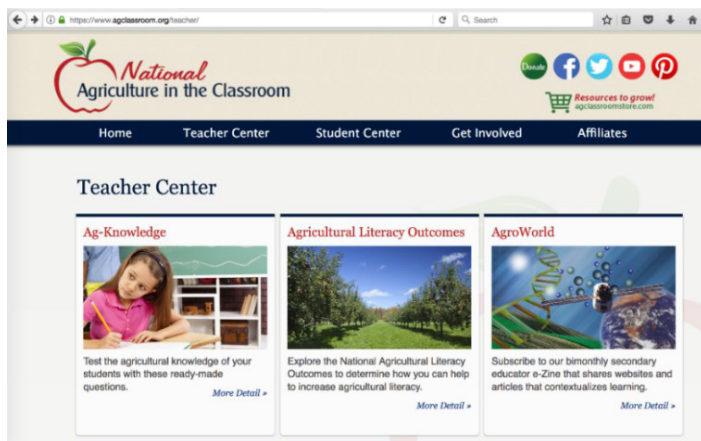 https://www.agclassroom.org/teacher/
Search
National
Agriculture in the Classroom
Donate
Resources to grow!
agclassroomstore.com
Home Teacher Center Student Center Get Involved Affiliates
Teacher Center
Ag-Knowledge
Test the agricultural knowledge of your
students with these ready-made
questions.
More Detail »
Agricultural Literacy Outcomes
Explore the National Agricultural Literacy
Outcomes to determine how you can help
to increase agricultural literacy.
More Detail »
AgroWorld
Subscribe to our bimonthly secondary
educator e-Zine that shares websites and
articles that contextualizes learning.
More Detail »